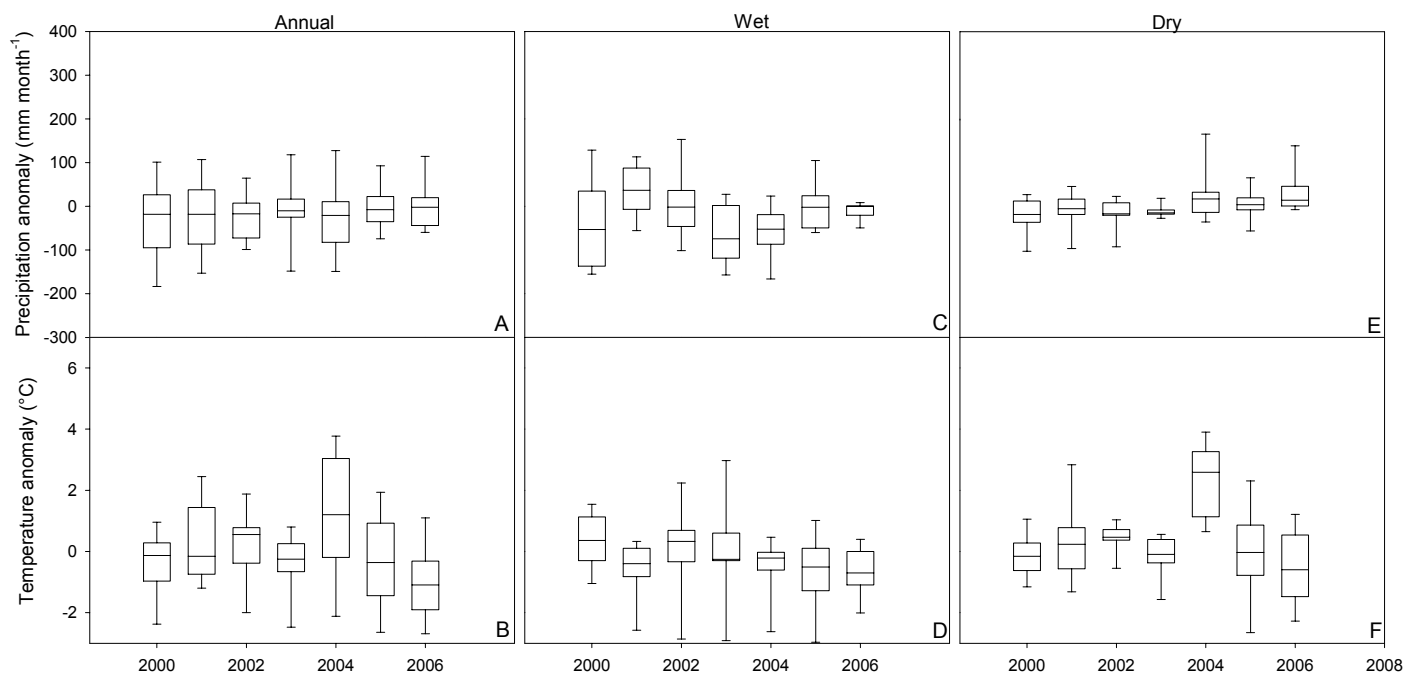 Annual
Wet
Dry
Precipitation anomaly (mm month-1)
400
300
200
100
0
-100
-200
-300
A
C
E
Temperature anomaly (°C)
6
4
2
0
-2
B
D
F
2000 2002 2004 2006
2000 2002 2004 2006
2000 2002 2004 2006 2008